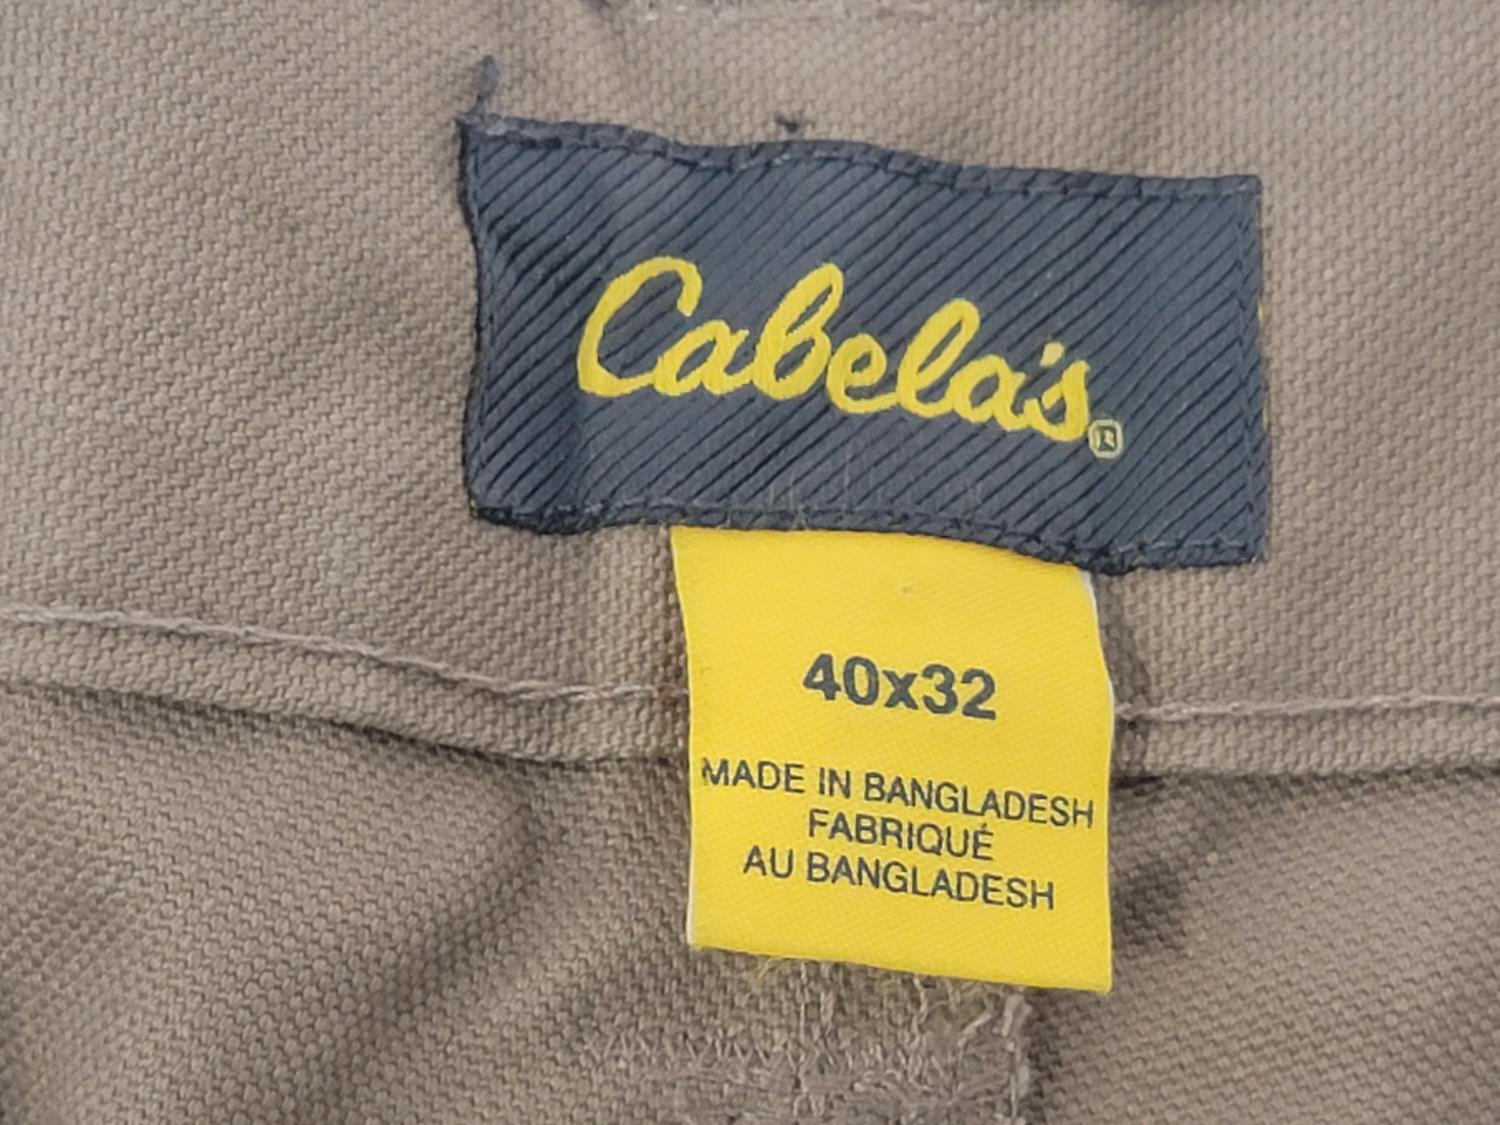 Cabela's®
40x32
MADE IN BANGLADESH
FABRIQUÉ
AU BANGLADESH